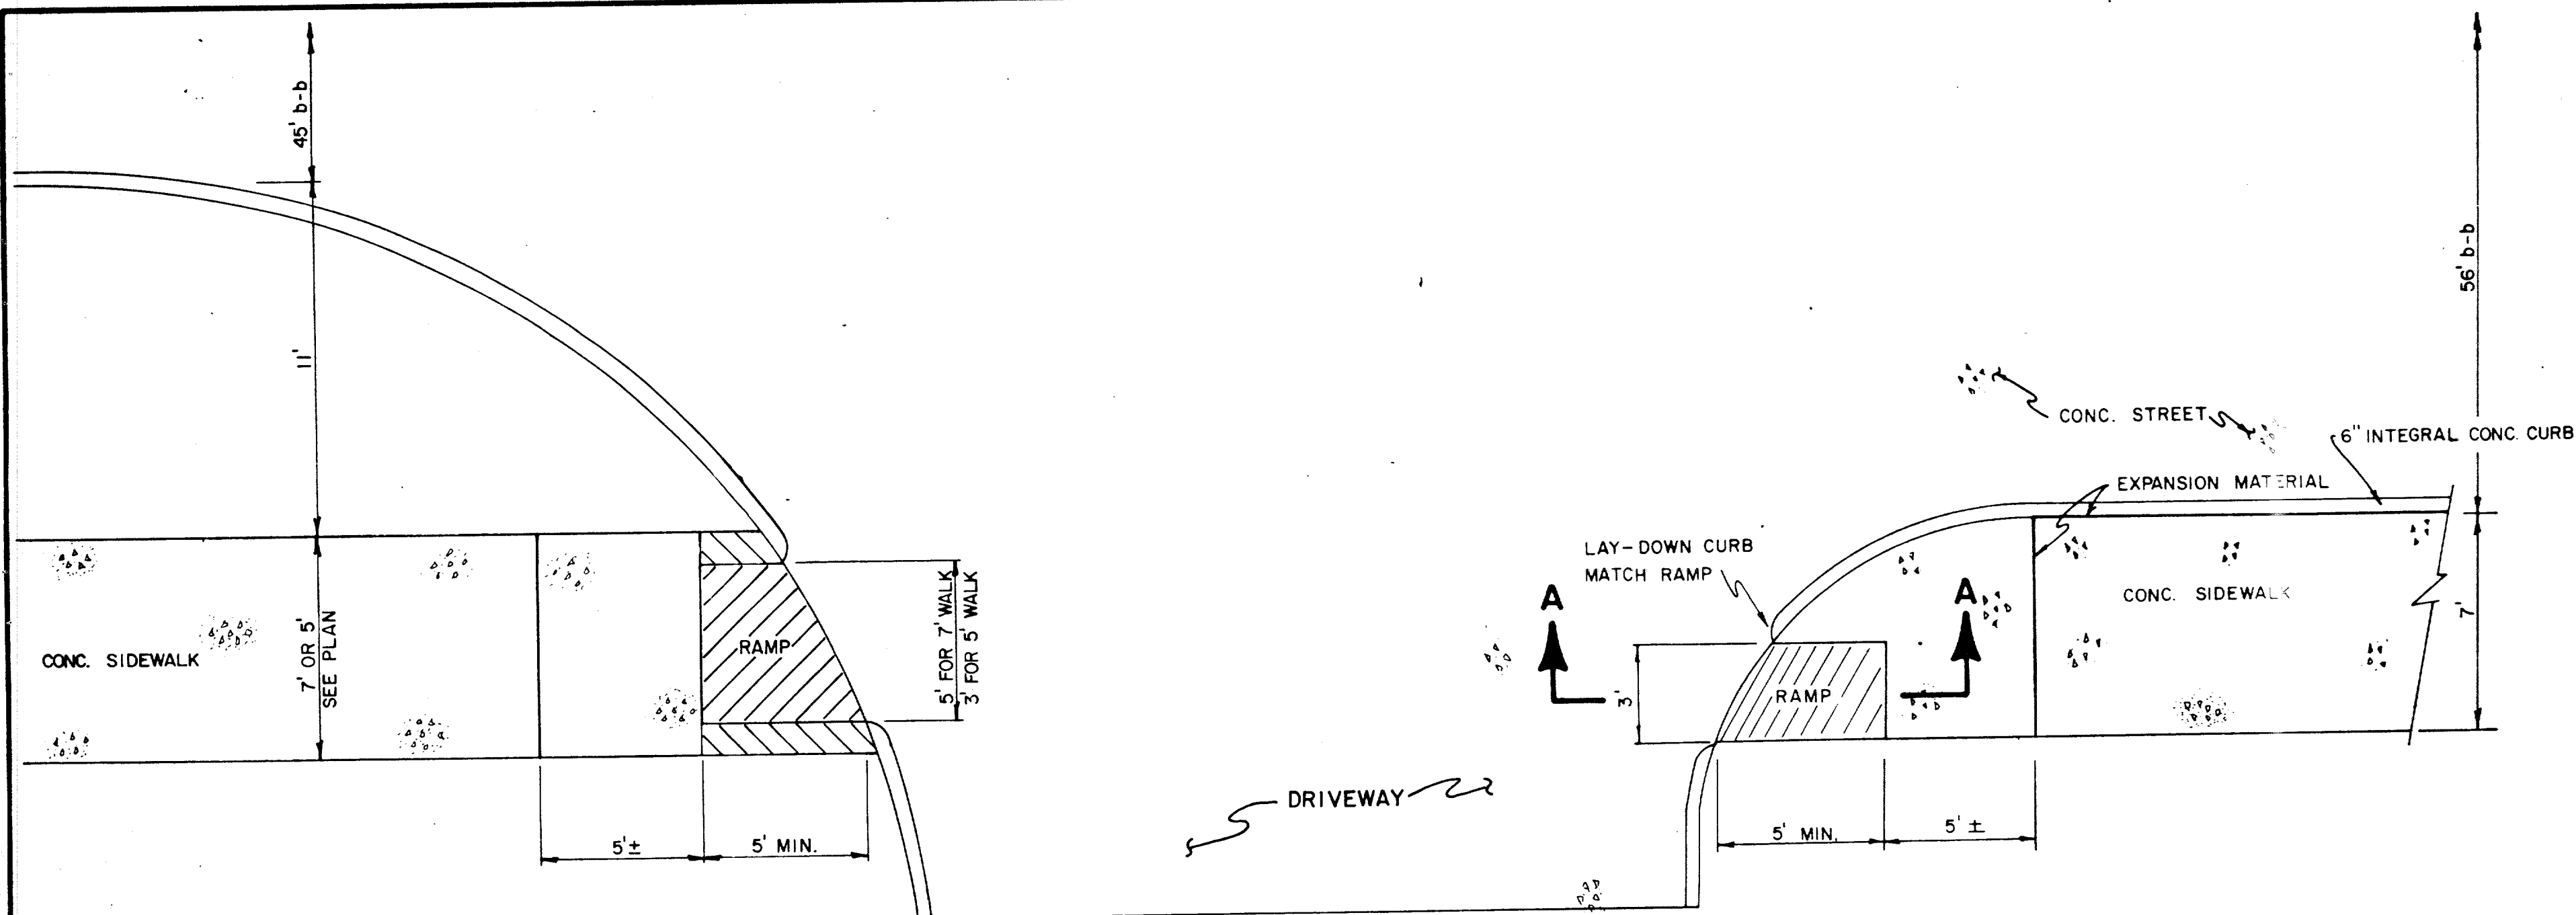 45' b-b
11'
7' OR 5'
SEE PLAN
CONC. SIDEWALK
RAMP
5' FOR 7' WALK
3' FOR 5' WALK
5'±
5' MIN.
DRIVEWAY
56' b-b
CONC. STREET
6" INTEGRAL CONC. CURB
EXPANSION MATERIAL
LAY-DOWN CURB
MATCH RAMP
A
A
CONC. SIDEWALK
7'
3'
RAMP
5' MIN.
5' ±